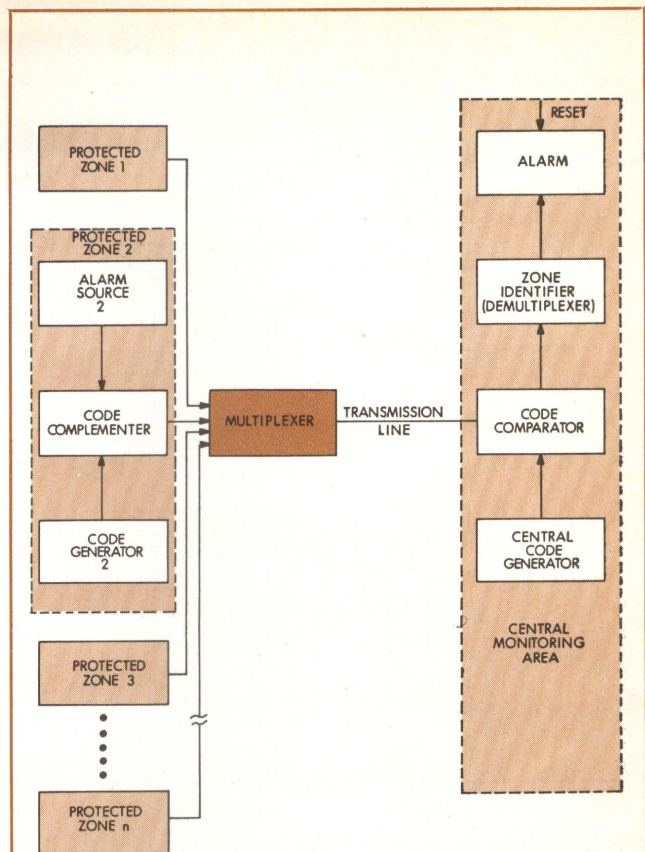 PROTECTED
ZONE 1
PROTECTED
ZONE 2
ALARM
SOURCE
2
CODE
COMPLEMENTER
CODE
GENERATOR
2
PROTECTED
ZONE 3
PROTECTED
ZONE n
MULTIPLEXER
TRANSMISSION
LINE
RESET
ALARM
ZONE
IDENTIFIER
(DEMULTIPLEXER)
CODE
COMPARATOR
CENTRAL
CODE
GENERATOR
CENTRAL
MONITORING
AREA